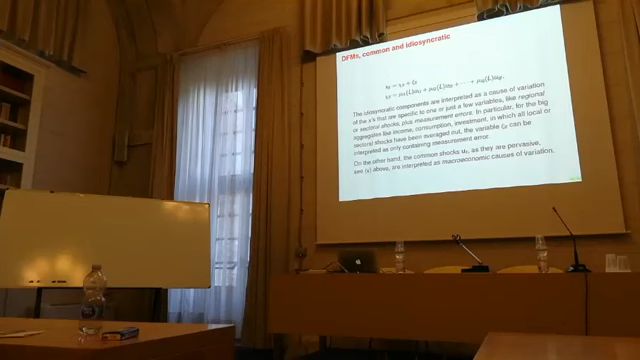 DFMs, common and idiosyncratic
The idiosyncratic components are interpreted as a cause of variation
of the x's that are specific to one or just a few variables, like regional
or sectoral shocks, plus measurement errors. In particular, for the big
aggregates like income, consumption, investment, in which all local or
sectoral shocks have been averaged out, the variable ξ can be
interpreted as only containing measurement error.
On the other hand, the common shocks u, as they are pervasive,
see above, are interpreted as macroeconomic causes of variation.